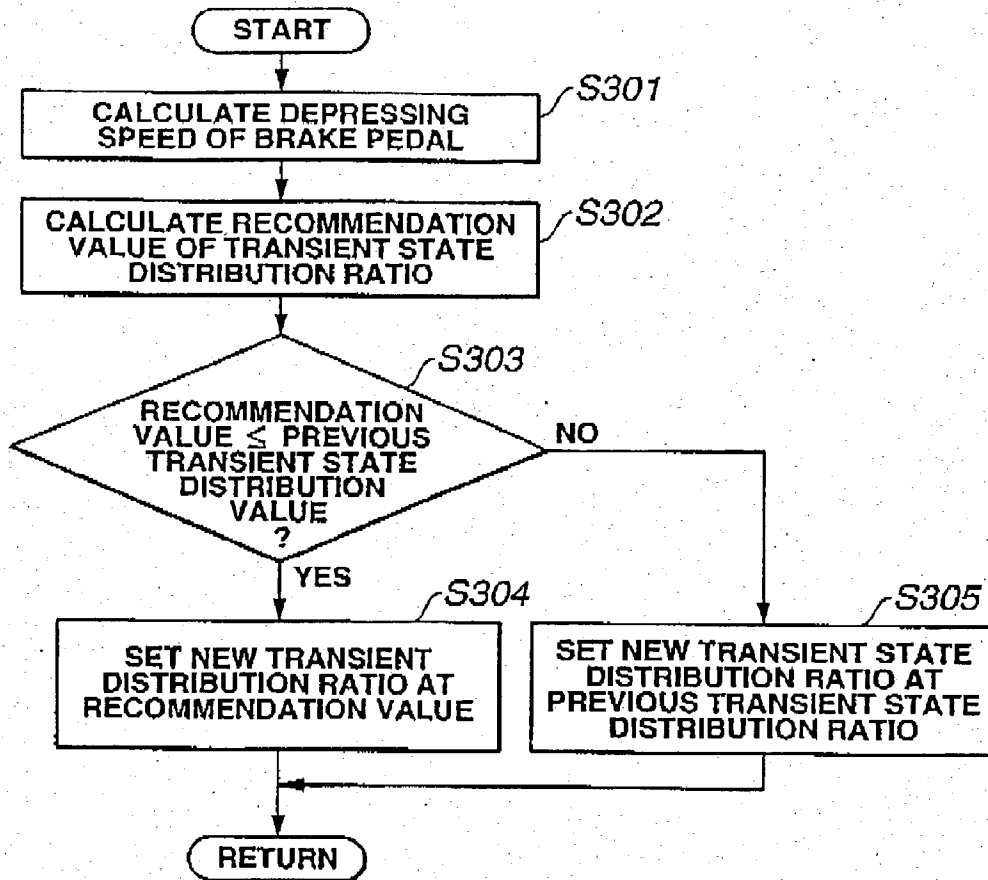 START
S301
CALCULATE DEPRESSING
SPEED OF BRAKE PEDAL
S302
CALCULATE RECOMMENDATION
VALUE OF TRANSIENT STATE
DISTRIBUTION RATIO
S303
RECOMMENDATION
VALUE ≦ PREVIOUS
TRANSIENT STATE
DISTRIBUTION
VALUE
?
NO
YES
S304
SET NEW TRANSIENT
DISTRIBUTION RATIO AT
RECOMMENDATION VALUE
S305
SET NEW TRANSIENT STATE
DISTRIBUTION RATIO AT
PREVIOUS TRANSIENT STATE
DISTRIBUTION RATIO
RETURN